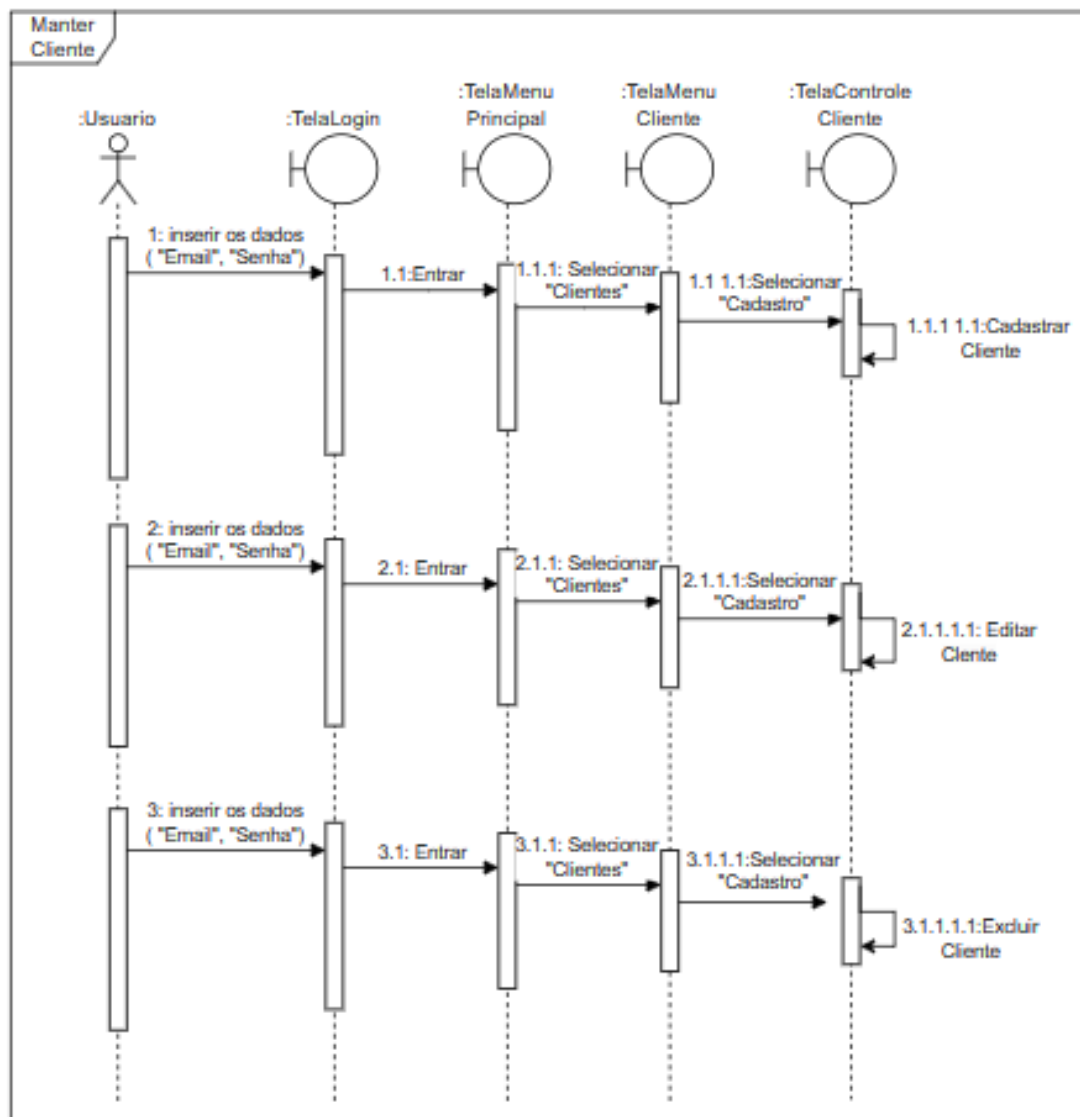 Manter
Cliente
:Usuario
:TelaLogin
:TelaMenu
Principal
:TelaMenu
Cliente
:TelaControle
Cliente
1: inserir os dados
( "Email", "Senha")
1.1:Entrar
1.1.1: Selecionar
"Clientes"
1.1 1.1:Selecionar
"Cadastro"
1.1.1 1.1:Cadastrar
Cliente
2: inserir os dados
( "Email", "Senha")
2.1: Entrar
2.1.1: Selecionar
"Clientes"
2.1.1.1:Selecionar
"Cadastro"
2.1.1.1.1: Editar
Clente
3: inserir os dados
( "Email", "Senha")
3.1: Entrar
3.1.1: Selecionar
"Clientes"
3.1.1.1:Selecionar
"Cadastro"
3.1.1.1.1:Excluir
Cliente